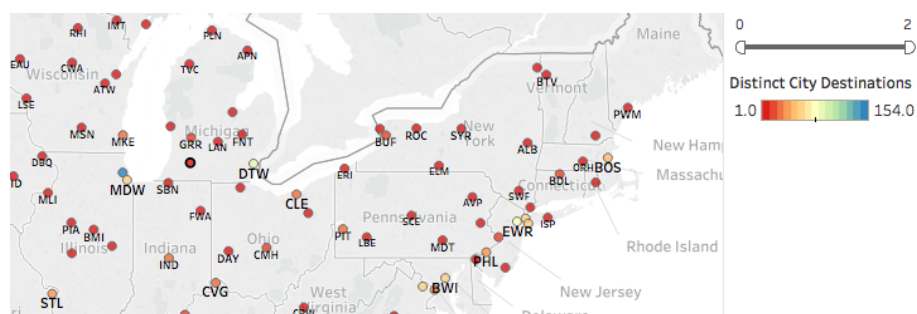 0 2
Distinct City Destinations
1.0 154.0
Maine
RHI
IMT
PLN
APN
EAU
CWA
TVC
Wisconsin
ATW
BTV
Vermont
LSE
PWM
MSN
MKE
Michigan
GRR
LAN
FNT
BUF
ROC
SYR
New
York
ALB
New Hamp
DBQ
DTW
ERI
ELM
ORH
BOS
BDL
Massachu
ID
MDW
SBN
Connecticut
MLI
CLE
AVP
SWF
FWA
Pennsylvania
SCE
EWR
ISP
PIA
BMI
Illinois
Indiana
Ohio
PIT
LBE
MDT
Rhode Island
IND
DAY
CMH
PHL
STL
CVG
West
Virginia
BWI
New Jersey
CRW
Delaware